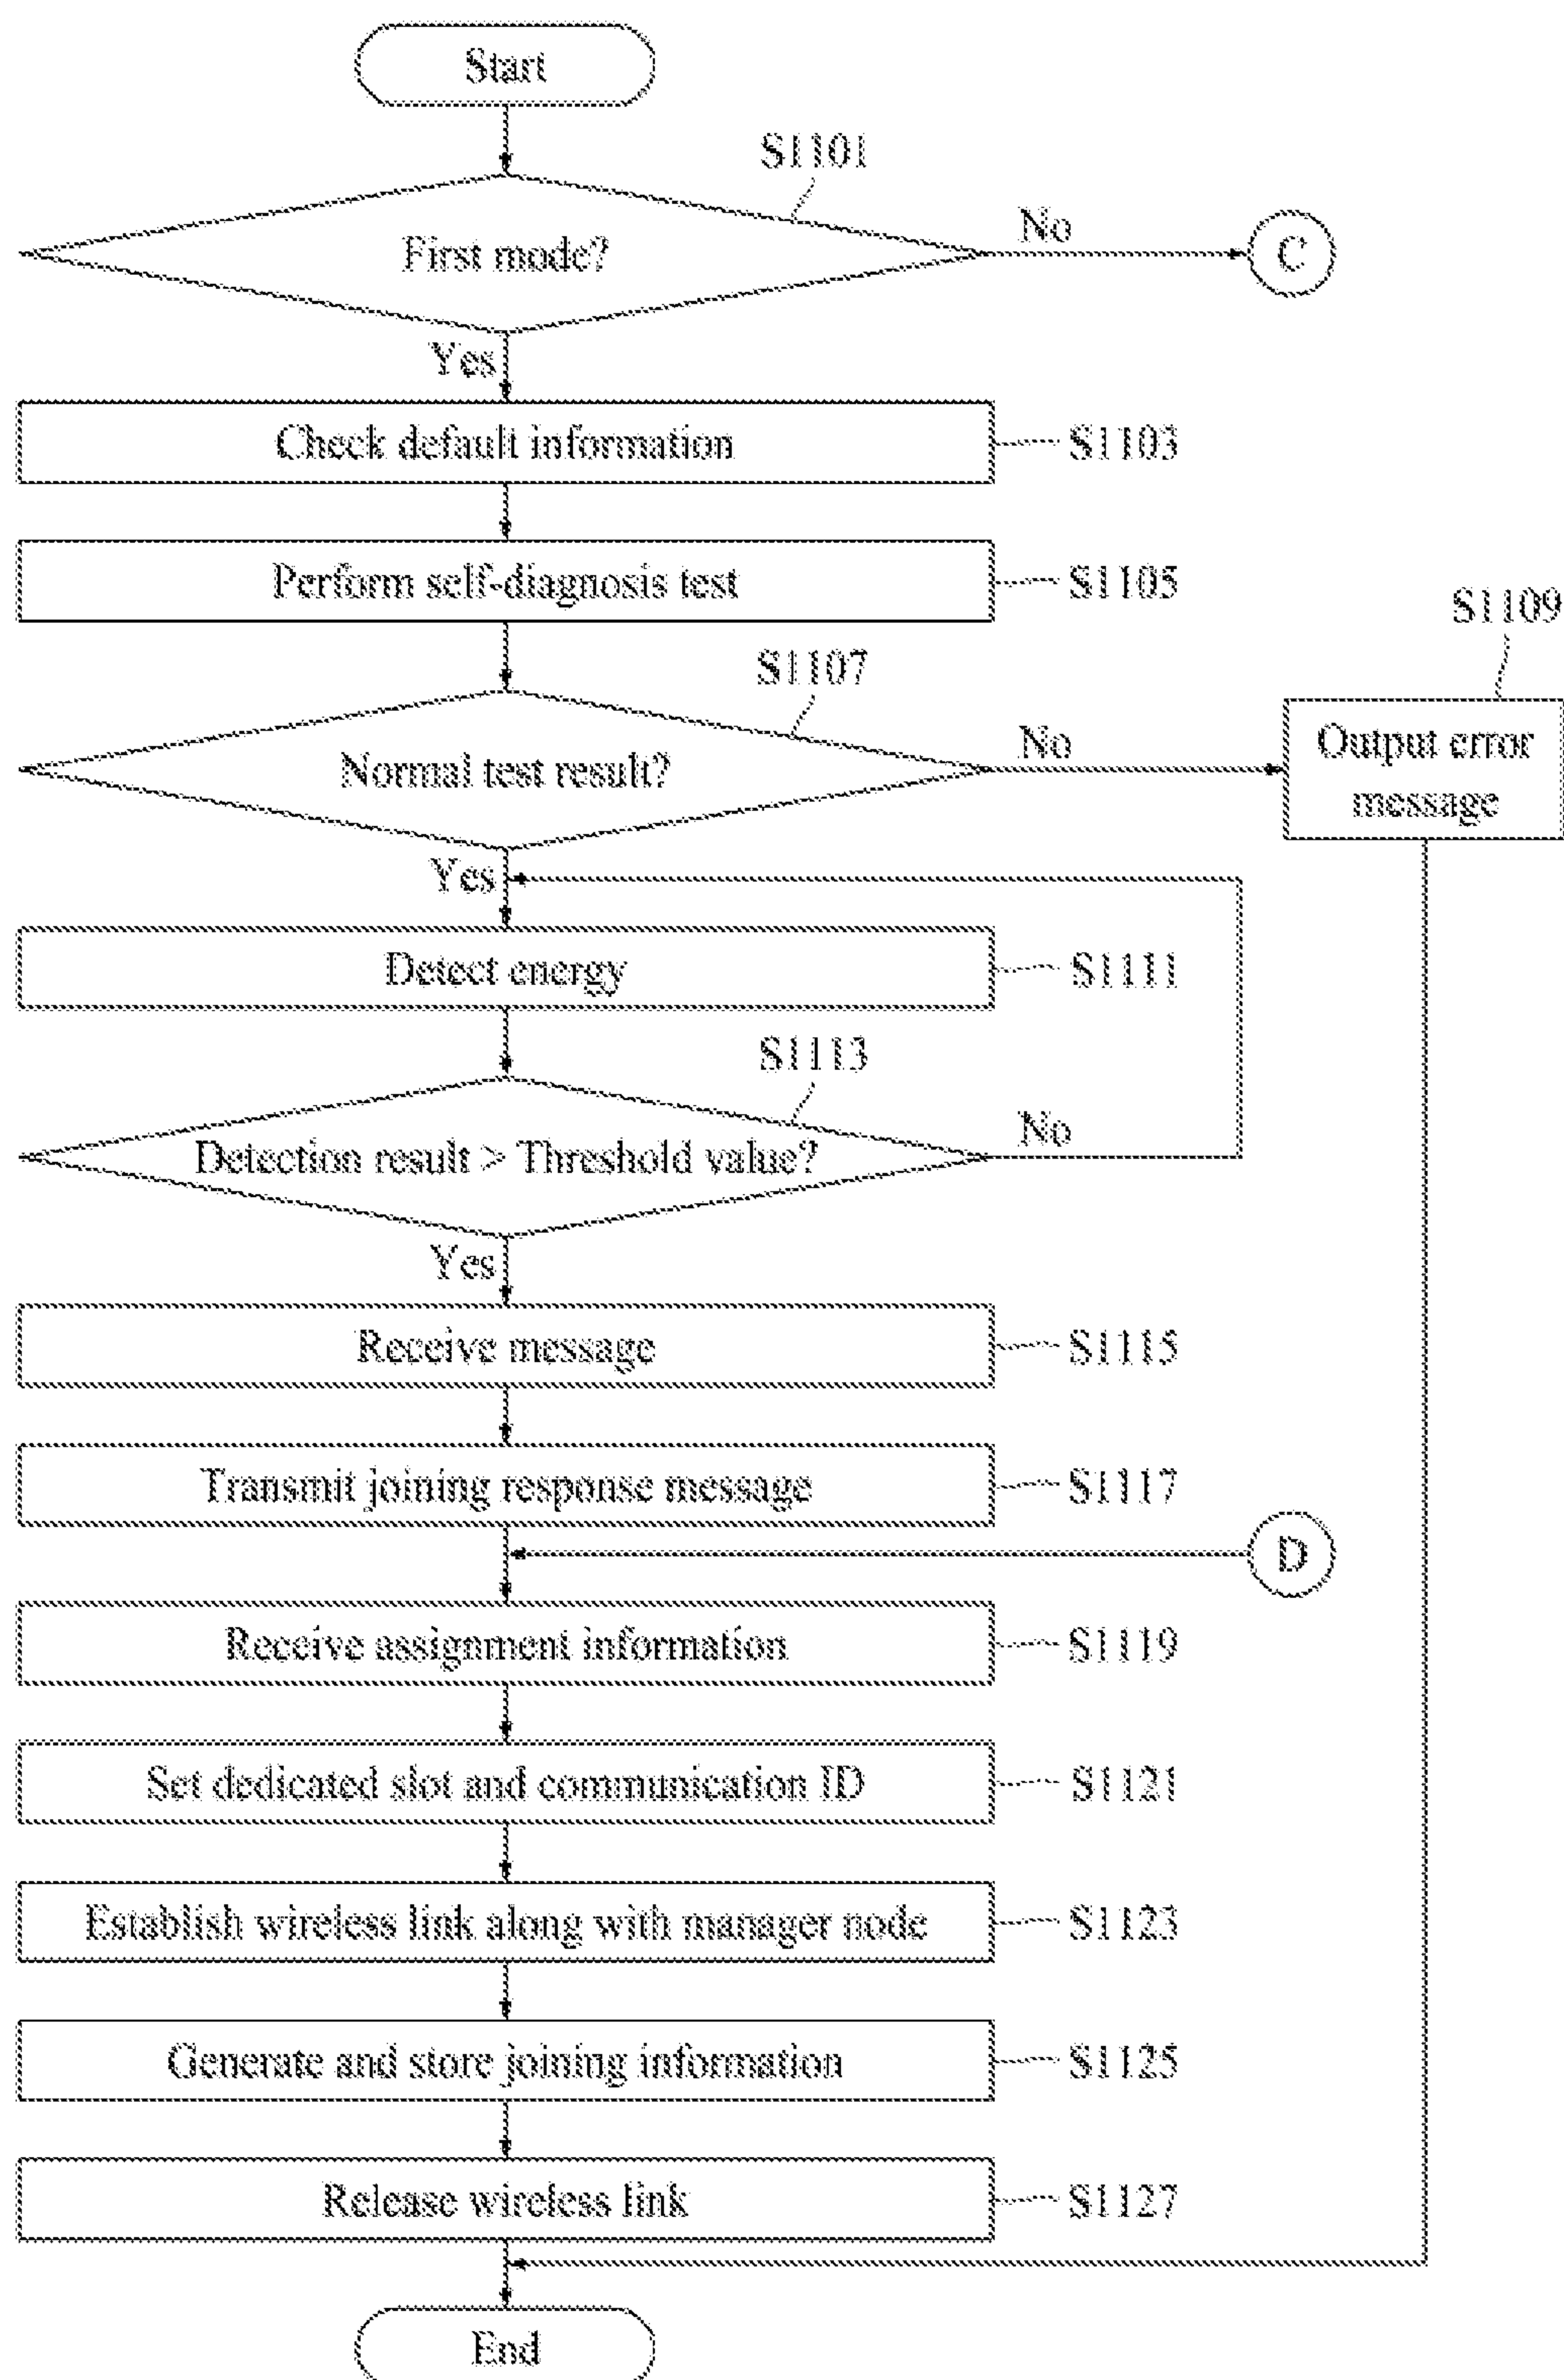 Start
S1101
First mode?
No
C
Yes
Check default information
S1103
Perform self-diagnosis test
S1105
S1109
S1107
Normal test result?
No
Output error
message
Yes
Detect energy
S1111
S1113
Detection result > Threshold value?
No
Yes
Receive message
S1115
Transmit joining response message
S1117
D
Receive assignment information
S1119
Set dedicated slot and communication ID
S1121
Establish wireless link along with manager node
S1123
Generate and store joining information
S1125
Release wireless link
S1127
End